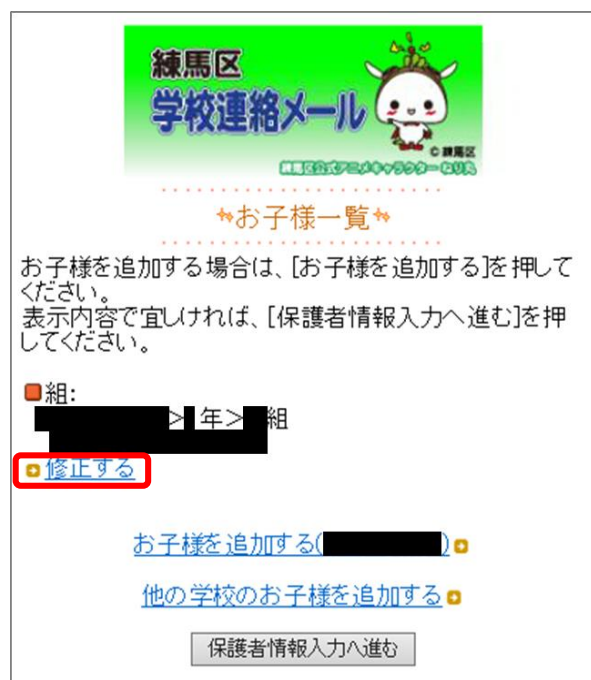 練馬区
学校連絡メール
© 練馬区
練馬区公式アニメキャラクター ねり丸
お子様一覧
お子様を追加する場合は、[お子様を追加する]を押して
ください。
表示内容で宜しければ、[保護者情報入力へ進む]を押
してください。
組:
> 年> 組
修正する
お子様を追加する( )
他の学校のお子様を追加する
保護者情報入力へ進む